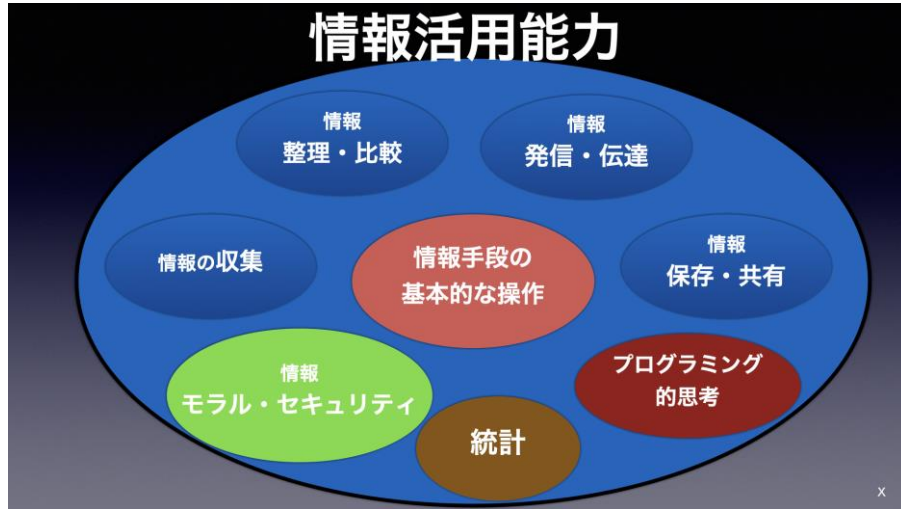 情報活用能力
情報
整理・比較
情報
発信・伝達
情報の収集
情報手段の
基本的な操作
情報
保存・共有
情報
モラル・セキュリティ
プログラミング
的思考
統計
x